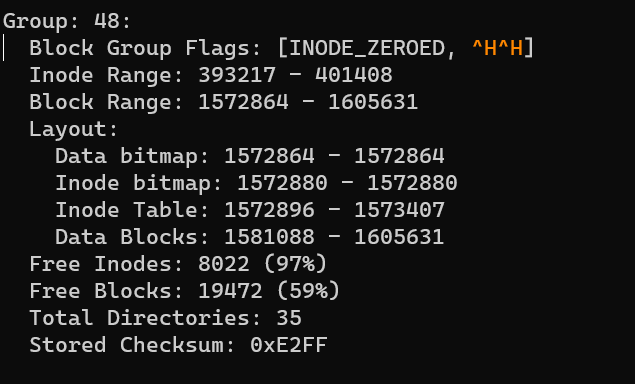 Group: 48:
Block Group Flags: [INODE_ZEROED, ^H^H]
Inode Range: 393217 - 401408
Block Range: 1572864 - 1605631
Layout:
Data bitmap: 1572864 - 1572864
Inode bitmap: 1572880 - 1572880
Inode Table: 1572896 - 1573407
Data Blocks: 1581088 - 1605631
Free Inodes: 8022 (97%)
Free Blocks: 19472 (59%)
Total Directories: 35
Stored Checksum: 0xE2FF